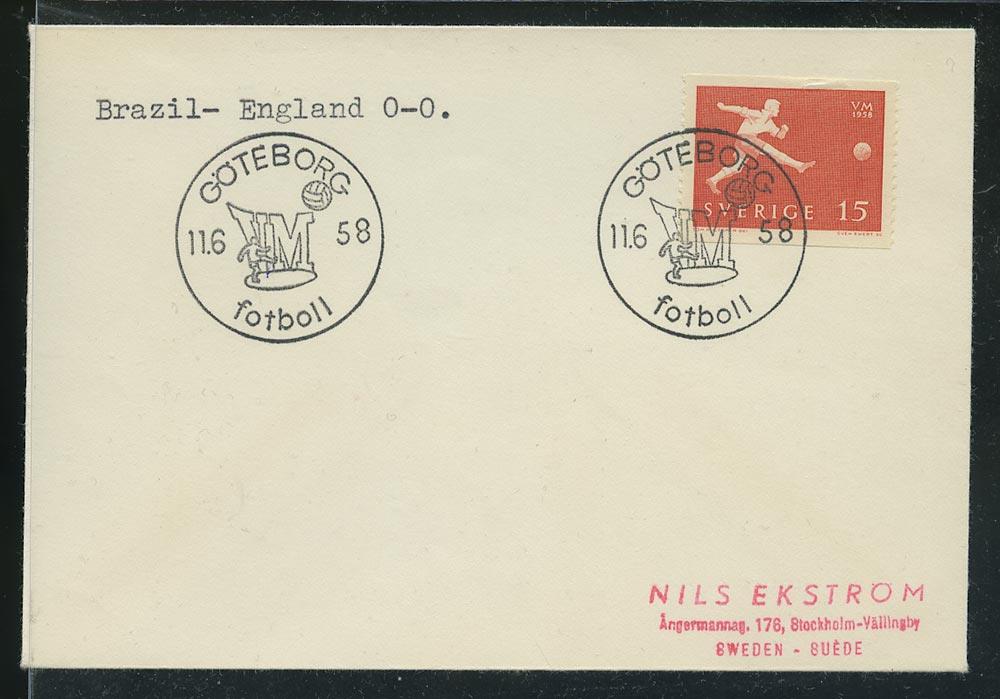 Brazil- England 0-0.
GÖTEBORG
11.6 VM 58
fotboll
GÖTEBORG
11.6 VM 58
fotboll
VM
1958
SVERIGE 15
NILS EKSTRÖM
Ångermannag. 176, Stockholm-Vällingby
SWEDEN - SUÈDE